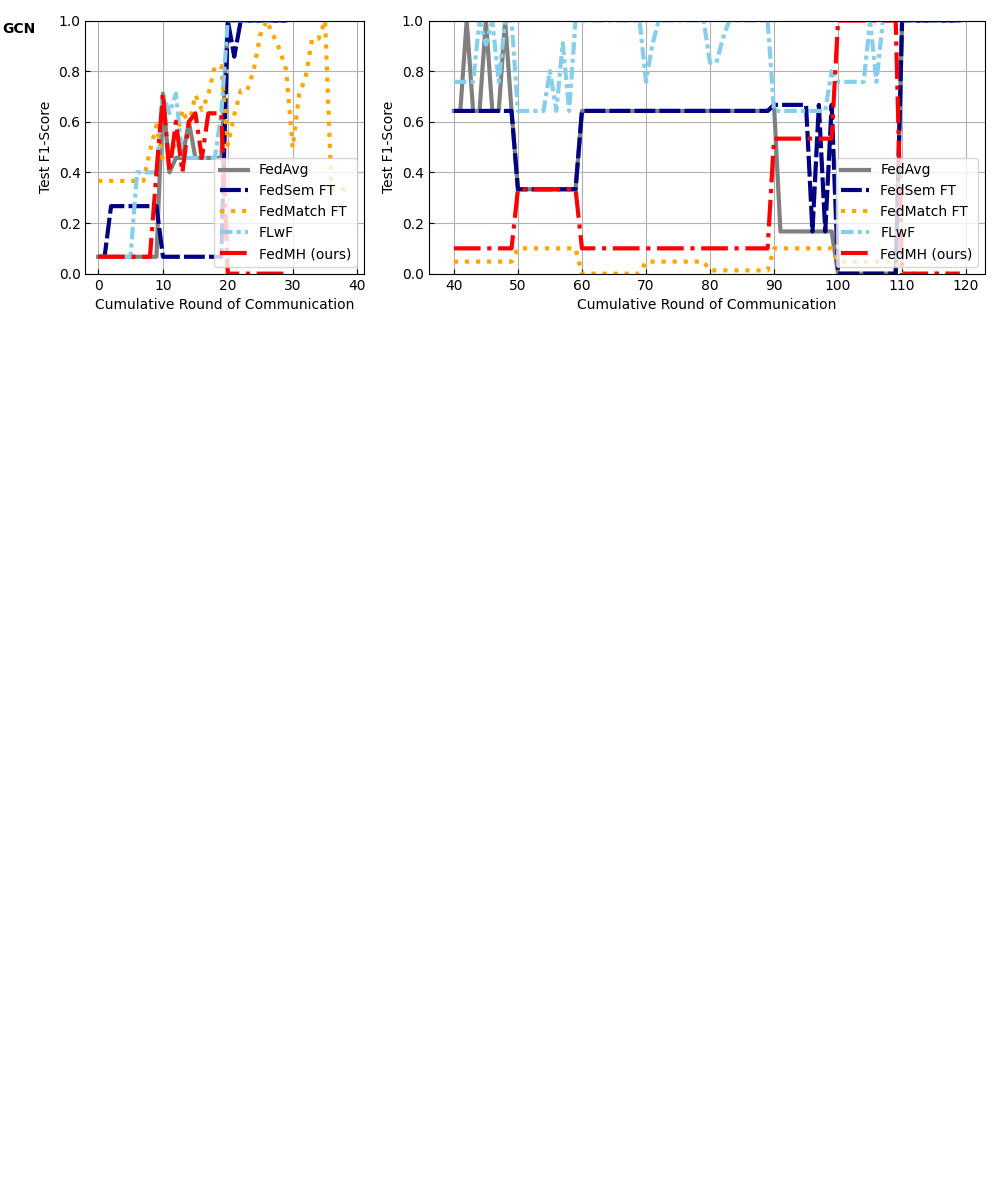 GCN
Test F1-Score
1.0
0.8
0.6
0.4
0.2
0.0
0 10 20 30 40
Cumulative Round of Communication
FedAvg
FedSem FT
FedMatch FT
FLwF
FedMH (ours)
Test F1-Score
1.0
0.8
0.6
0.4
0.2
0.0
40 50 60 70 80 90 100 110 120
Cumulative Round of Communication
FedAvg
FedSem FT
FedMatch FT
FLwF
FedMH (ours)